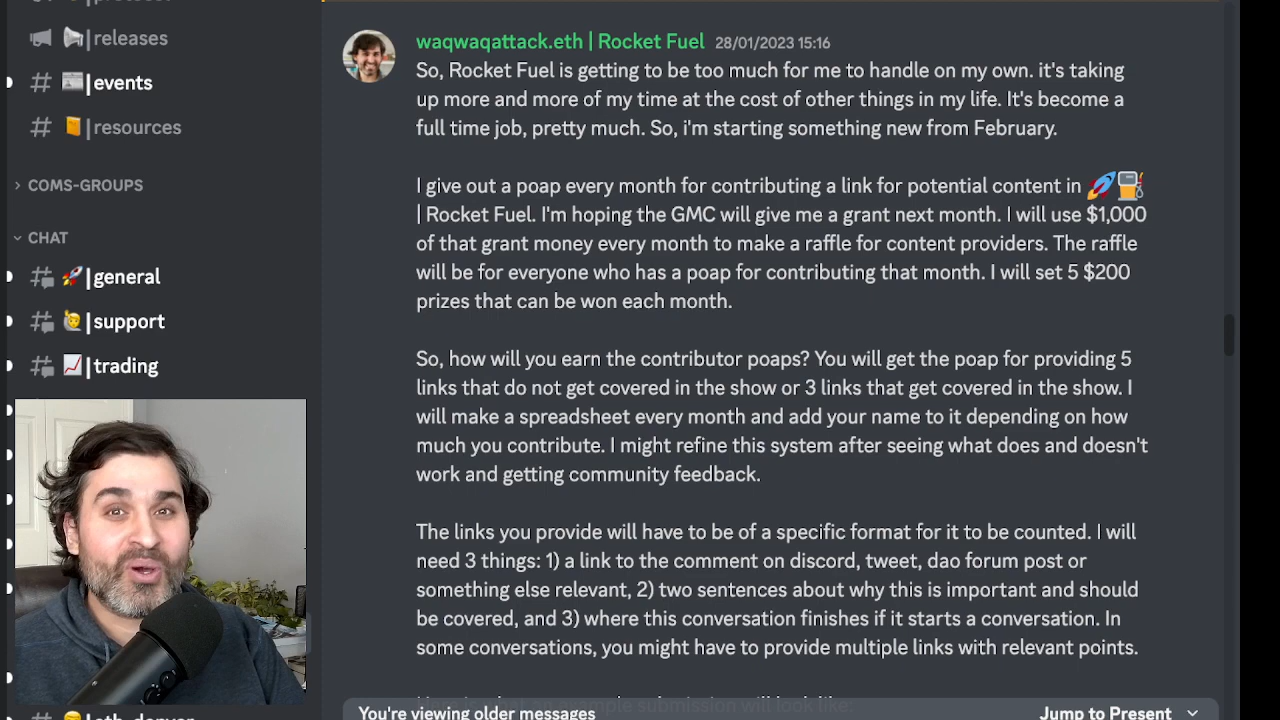 releases
events
resources
COMS-GROUPS
CHAT
general
support
trading
waqwaqattack.eth | Rocket Fuel 28/01/2023 15:16
So, Rocket Fuel is getting to be too much for me to handle on my own. it's taking
up more and more of my time at the cost of other things in my life. It's become a
full time job, pretty much. So, i'm starting something new from February.
I give out a poap every month for contributing a link for potential content in
| Rocket Fuel. I'm hoping the GMC will give me a grant next month. I will use $1,000
of that grant money every month to make a raffle for content providers. The raffle
will be for everyone who has a poap for contributing that month. I will set 5 $200
prizes that can be won each month.
So, how will you earn the contributor poaps? You will get the poap for providing 5
links that do not get covered in the show or 3 links that get covered in the show. I
will make a spreadsheet every month and add your name to it depending on how
much you contribute. I might refine this system after seeing what does and doesn't
work and getting community feedback.
The links you provide will have to be of a specific format for it to be counted. I will
need 3 things: 1) a link to the comment on discord, tweet, dao forum post or
something else relevant, 2) two sentences about why this is important and should
be covered, and 3) where this conversation finishes if it starts a conversation. In
some conversations, you might have to provide multiple links with relevant points.
You're viewing older messages
Jump to Present